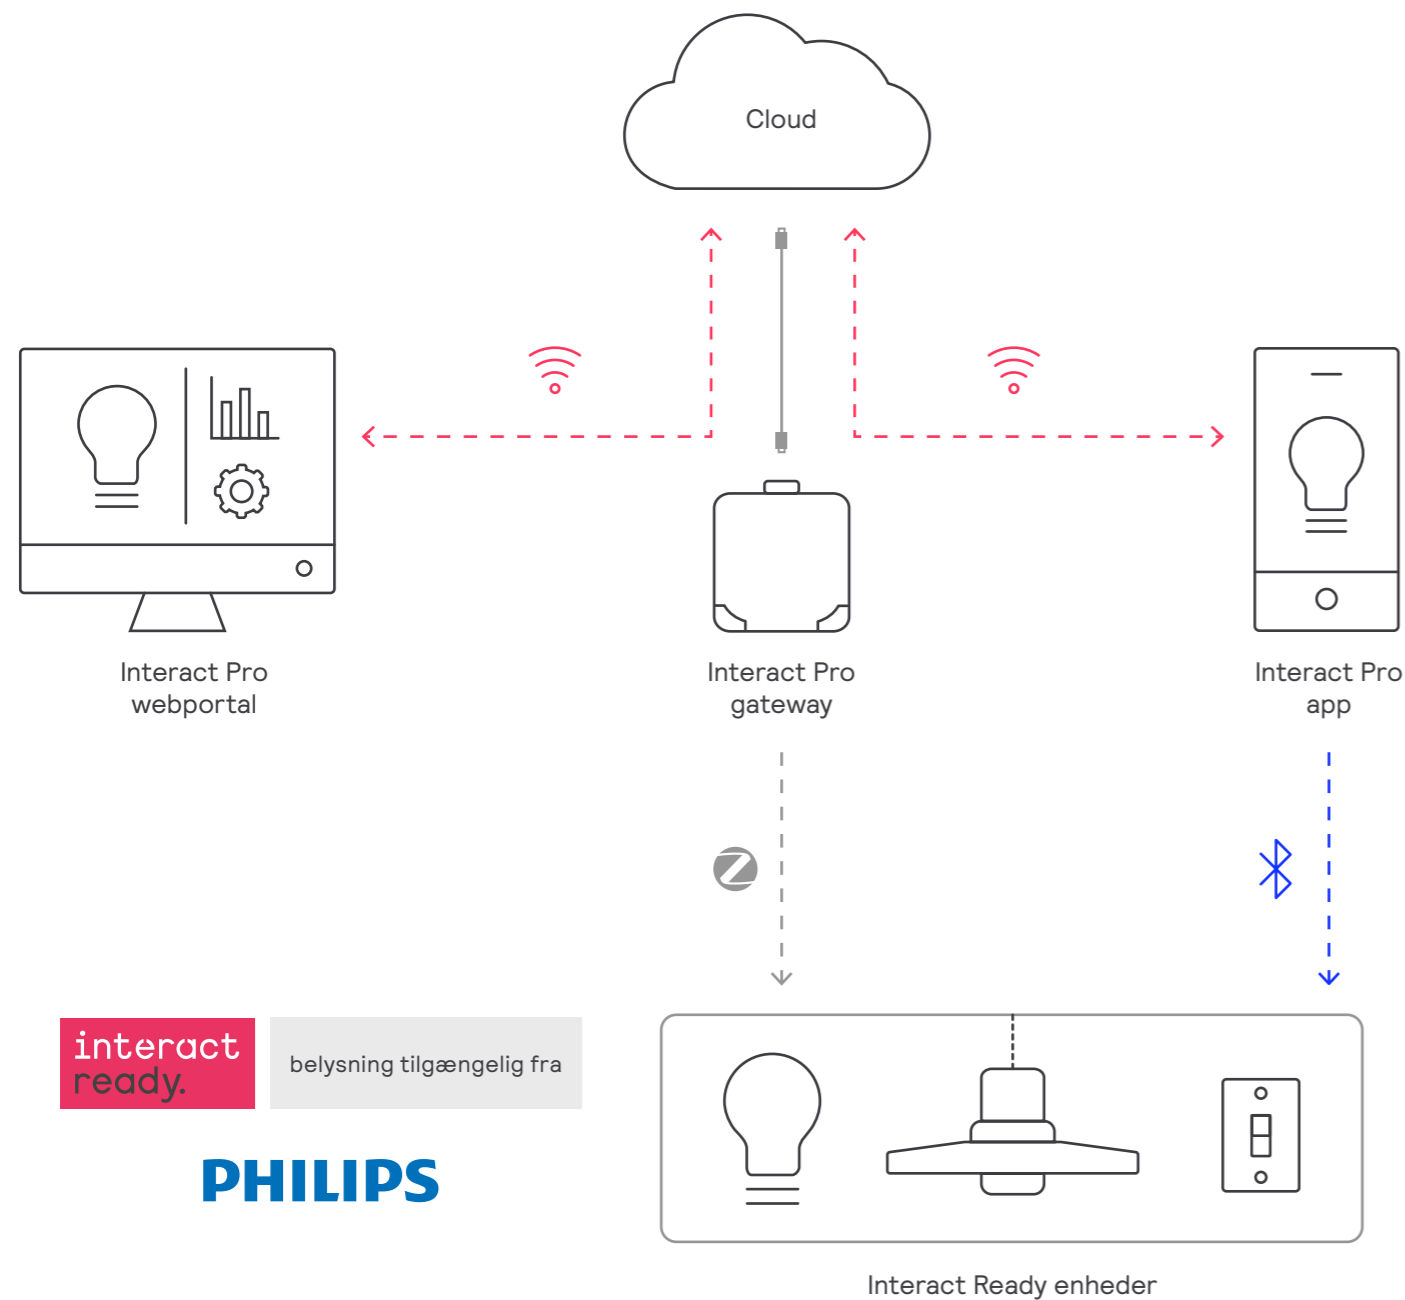 Cloud
Interact Pro
webportal
Interact Pro
gateway
Interact Pro
app
interact
ready.
belysning tilgængelig fra
PHILIPS
Interact Ready enheder